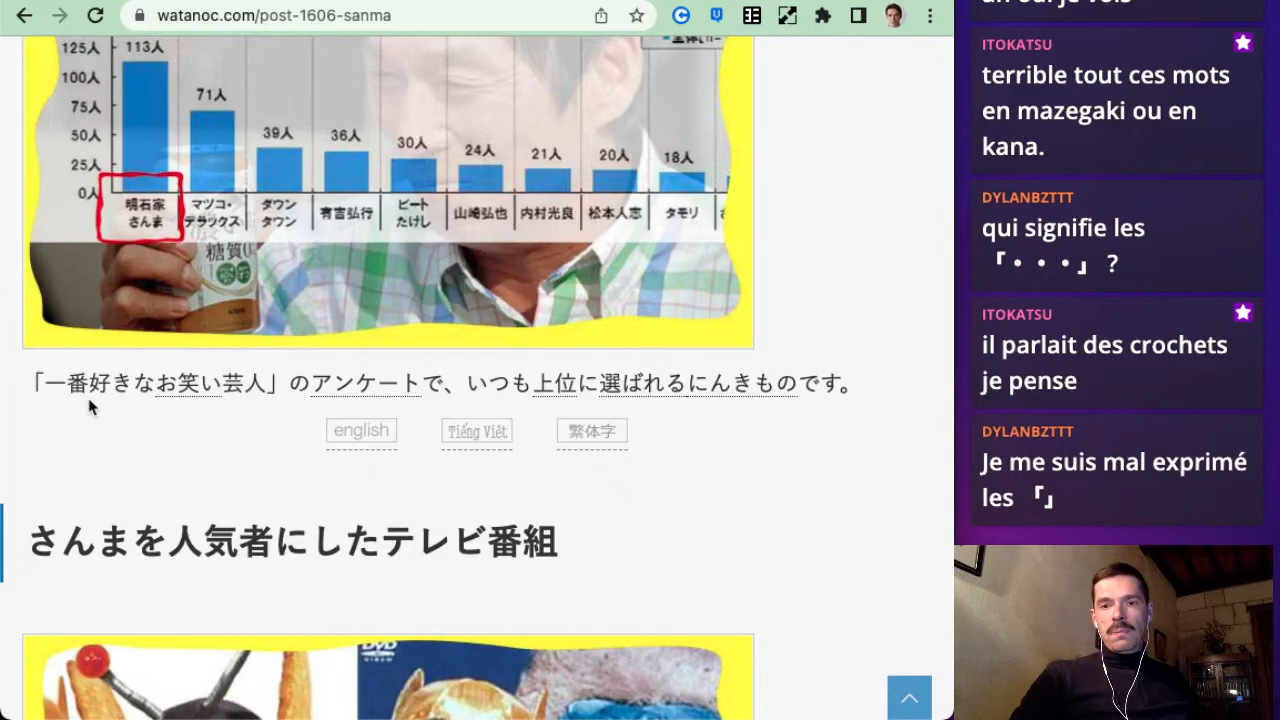 watanoc.com/post-1606-sanma
125人
100人
75人
50人
25人
0人
113人
71人
39人
36人
30人
24人
21人
20人
18人
明石家
さんま
マツコ・
デラックス
ダウン
タウン
有吉弘行
ビート
たけし
山崎弘也
内村光良
松本人志
タモリ
糖質0
「一番好きなお笑い芸人」のアンケートで、いつも上位に選ばれるにんきものです。
english
Tiếng Việt
繁体字
さんまを人気者にしたテレビ番組
DVD
VIDEO
un oui je vois
ITOKATSU
terrible tout ces mots
en mazegaki ou en
kana.
DYLANBZTTT
qui signifie les
『・・・』 ?
ITOKATSU
il parlait des crochets
je pense
DYLANBZTTT
Je me suis mal exprimé
les 『』